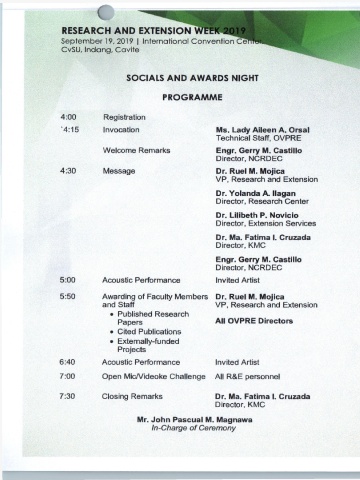 RESEARCH AND EXTENSION WEEK 2019
September 19, 2019 | International Convention Center
CvSU, Indang, Cavite
SOCIALS AND AWARDS NIGHT
PROGRAMME
4:00 Registration
4:15 Invocation Ms. Lady Aileen A. Orsal
Technical Staff, OVPRE
Welcome Remarks Engr. Gerry M. Castillo
Director, NCRDEC
4:30 Message Dr. Ruel M. Mojica
VP, Research and Extension
Dr. Yolanda A. Ilagan
Director, Research Center
Dr. Lilibeth P. Novicio
Director, Extension Services
Dr. Ma. Fatima I. Cruzada
Director, KMC
Engr. Gerry M. Castillo
Director, NCRDEC
5:00 Acoustic Performance Invited Artist
5:50 Awarding of Faculty Members Dr. Ruel M. Mojica
and Staff VP, Research and Extension
• Published Research
Papers All OVPRE Directors
• Cited Publications
• Externally-funded
Projects
6:40 Acoustic Performance Invited Artist
7:00 Open Mic/Videoke Challenge All R&E personnel
7:30 Closing Remarks Dr. Ma. Fatima I. Cruzada
Director, KMC
Mr. John Pascual M. Magnawa
In-Charge of Ceremony